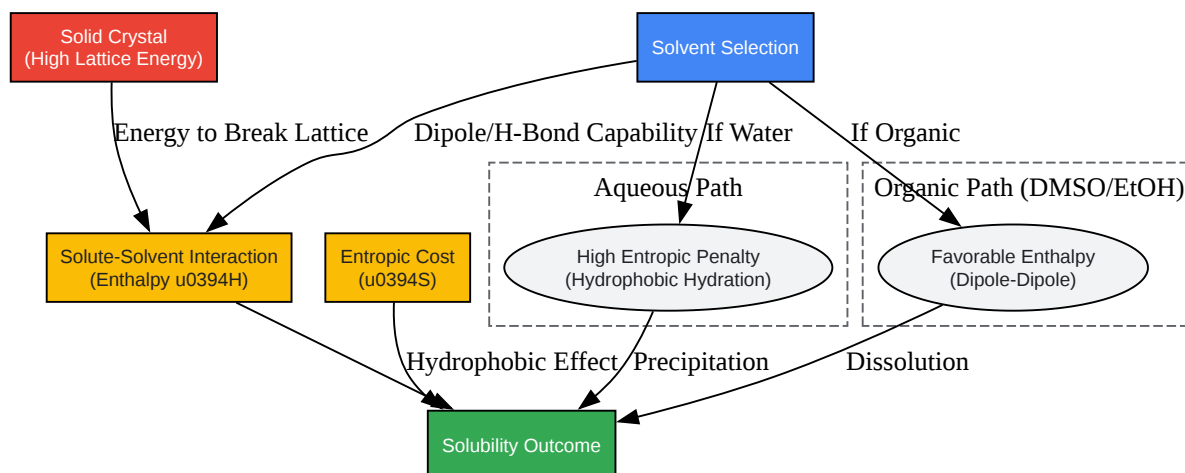 Solid Crystal
(High Lattice Energy)
Solvent Selection
Energy to Break Lattice
Dipole/H-Bond Capability
If Water
If Organic
Aqueous Path
Organic Path (DMSO/EtOH)
Solute-Solvent Interaction
(Enthalpy u0394H)
Entropic Cost
(u0394S)
High Entropic Penalty
(Hydrophobic Hydration)
Favorable Enthalpy
(Dipole-Dipole)
Hydrophobic Effect
Precipitation
Dissolution
Solubility Outcome